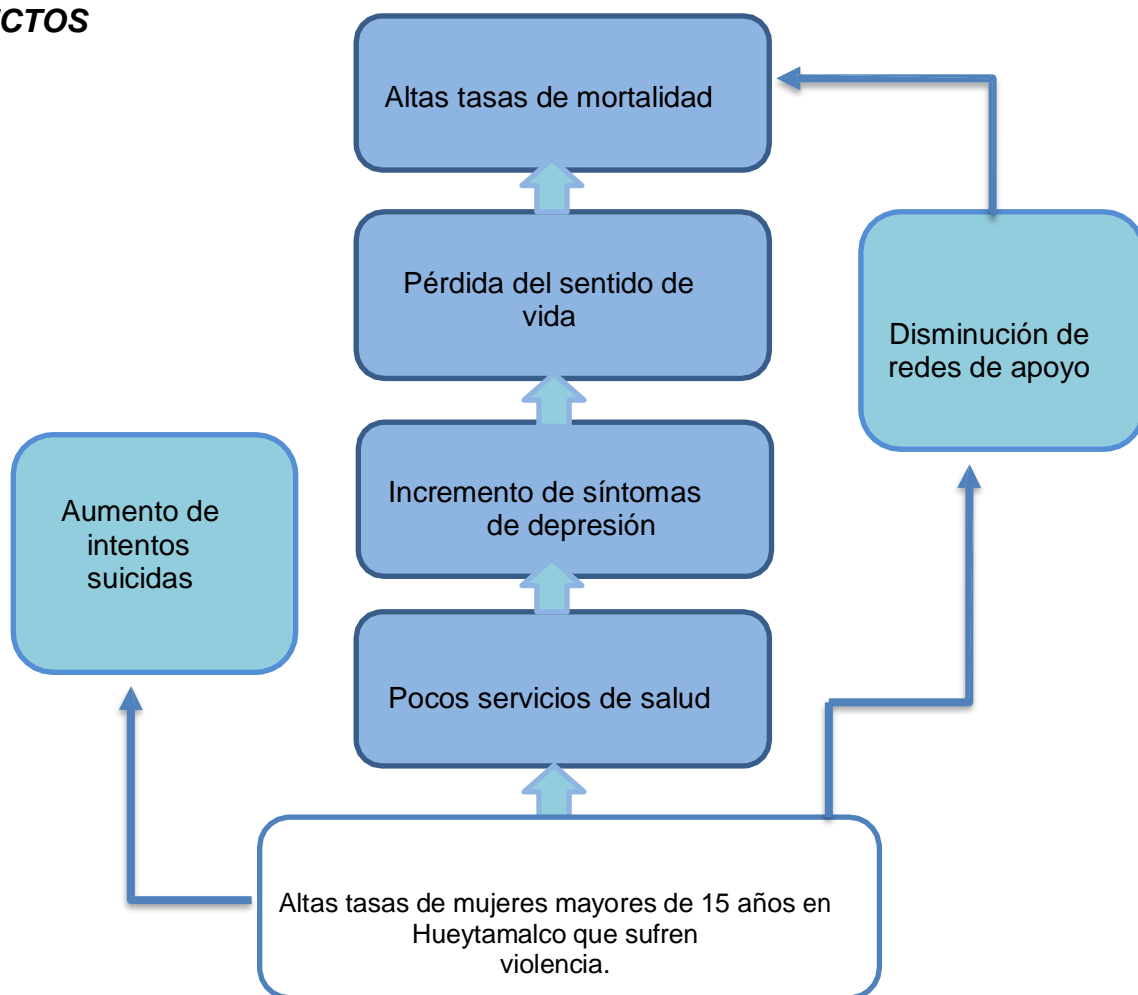 CTOS
Altas tasas de mortalidad
Pérdida del sentido de
vida
Disminución de
redes de apoyo
Incremento de síntomas
de depresión
Aumento de
intentos
suicidas
Pocos servicios de salud
Altas tasas de mujeres mayores de 15 años en
Hueytamalco que sufren
violencia.